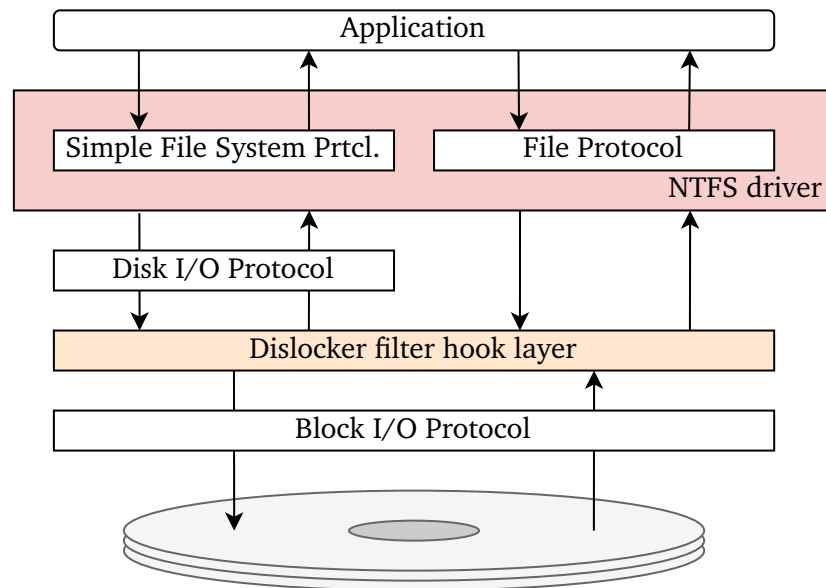 Application
Simple File System Prtcl.
File Protocol
NTFS driver
Disk I/O Protocol
Dislocker filter hook layer
Block I/O Protocol